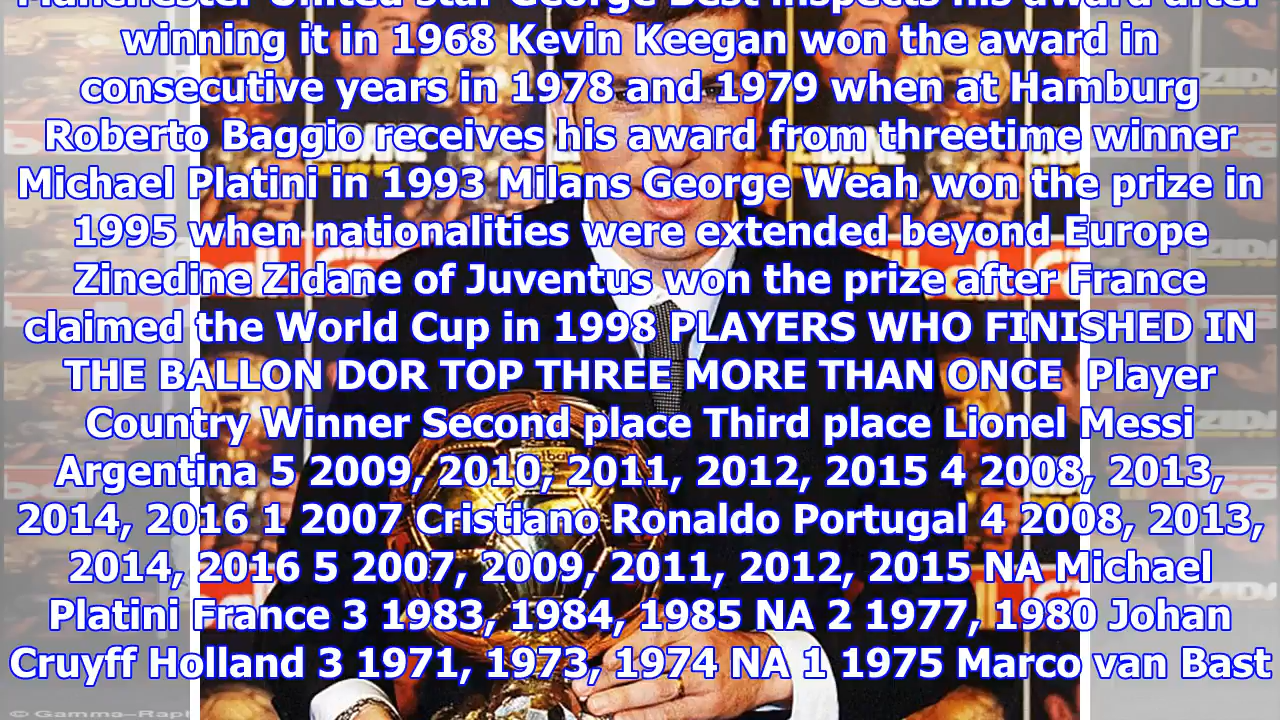 Manchester United star George Best inspects his award after
winning it in 1968 Kevin Keegan won the award in
consecutive years in 1978 and 1979 when at Hamburg
Roberto Baggio receives his award from threetime winner
Michael Platini in 1993 Milans George Weah won the prize in
1995 when nationalities were extended beyond Europe
Zinedine Zidane of Juventus won the prize after France
claimed the World Cup in 1998 PLAYERS WHO FINISHED IN
THE BALLON DOR TOP THREE MORE THAN ONCE Player
Country Winner Second place Third place Lionel Messi
Argentina 5 2009, 2010, 2011, 2012, 2015 4 2008, 2013,
2014, 2016 1 2007 Cristiano Ronaldo Portugal 4 2008, 2013,
2014, 2016 5 2007, 2009, 2011, 2012, 2015 NA Michael
Platini France 3 1983, 1984, 1985 NA 2 1977, 1980 Johan
Cruyff Holland 3 1971, 1973, 1974 NA 1 1975 Marco van Bast
ZIDANE
© Gamma-Raph